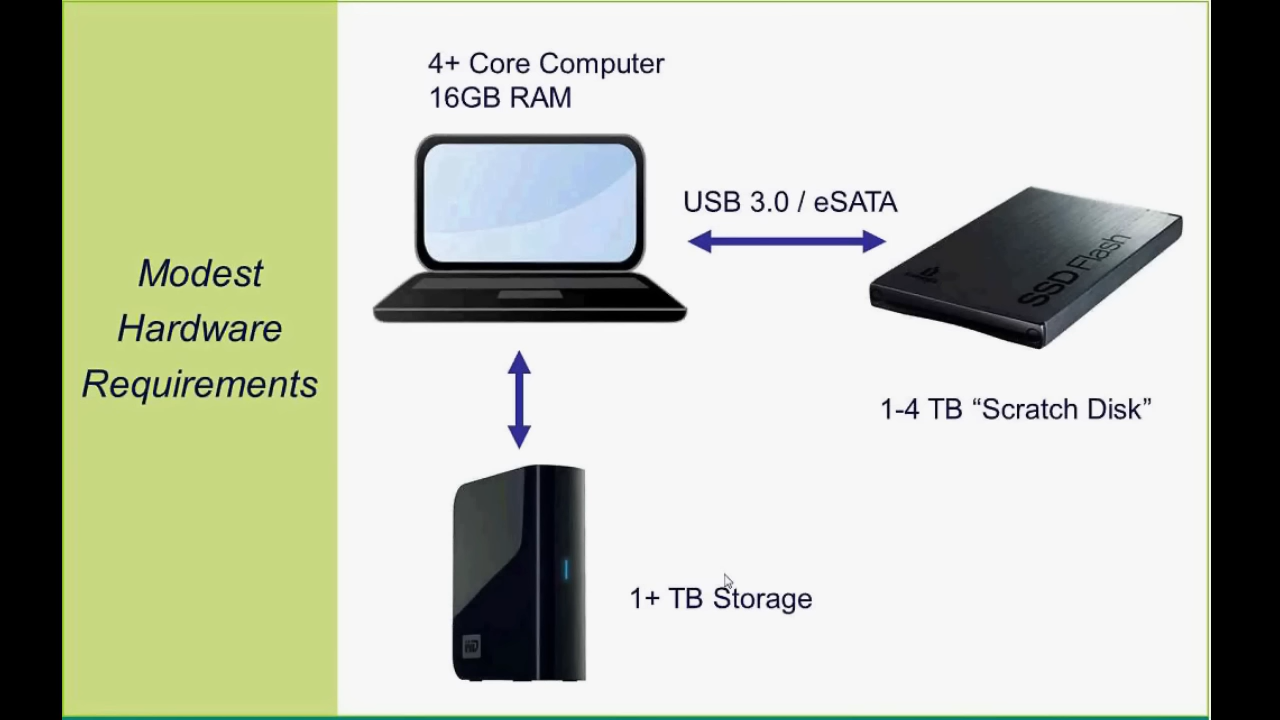 Modest
Hardware
Requirements
4+ Core Computer
16GB RAM
USB 3.0 / eSATA
SSD Flash
1-4 TB “Scratch Disk”
1+ TB Storage
WD